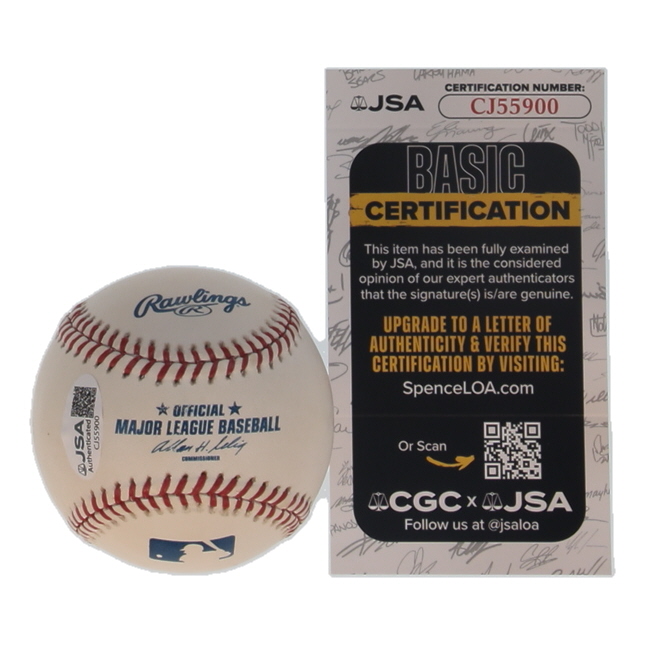 JSA
CERTIFICATION NUMBER:
CJ55900
BASIC
CERTIFICATION
This item has been fully examined
by JSA, and it is the considered
opinion of our expert authenticators
that the signature(s) is/are genuine.
UPGRADE TO A LETTER OF
AUTHENTICITY & VERIFY THIS
CERTIFICATION BY VISITING:
SpenceLOA.com
Or Scan
CGC x JSA
Follow us at @jsaloa
Rawlings
R
OFFICIAL
MAJOR LEAGUE BASEBALL
Allan H. Selig
COMMISSIONER
JSA
Authenticated
CJ55900